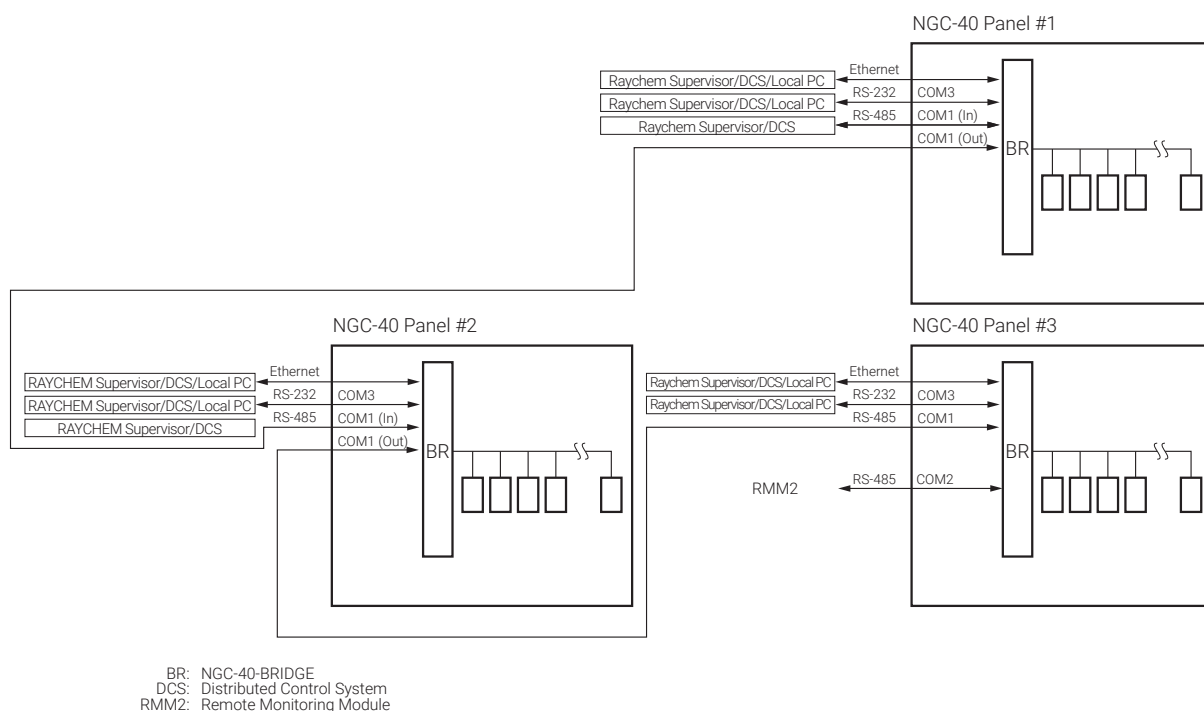 NGC-40 Panel #1
Raychem Supervisor/DCS/Local PC
Ethernet
Raychem Supervisor/DCS/Local PC
RS-232
COM3
Raychem Supervisor/DCS
RS-485
COM1 (In)
COM1 (Out)
BR
NGC-40 Panel #2
RAYCHEM Supervisor/DCS/Local PC
Ethernet
RAYCHEM Supervisor/DCS/Local PC
RS-232
COM3
RAYCHEM Supervisor/DCS
RS-485
COM1 (In)
COM1 (Out)
BR
NGC-40 Panel #3
Raychem Supervisor/DCS/Local PC
Ethernet
Raychem Supervisor/DCS/Local PC
RS-232
COM3
RS-485
COM1
BR
RMM2
RS-485
COM2
BR: NGC-40-BRIDGE
DCS: Distributed Control System
RMM2: Remote Monitoring Module